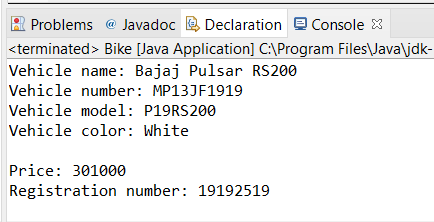 Problems @ Javadoc Declaration Console
<terminated> Bike [Java Application] C:\Program Files\Java\jdk-
Vehicle name: Bajaj Pulsar RS200
Vehicle number: MP13JF1919
Vehicle model: P19RS200
Vehicle color: White
Price: 301000
Registration number: 19192519